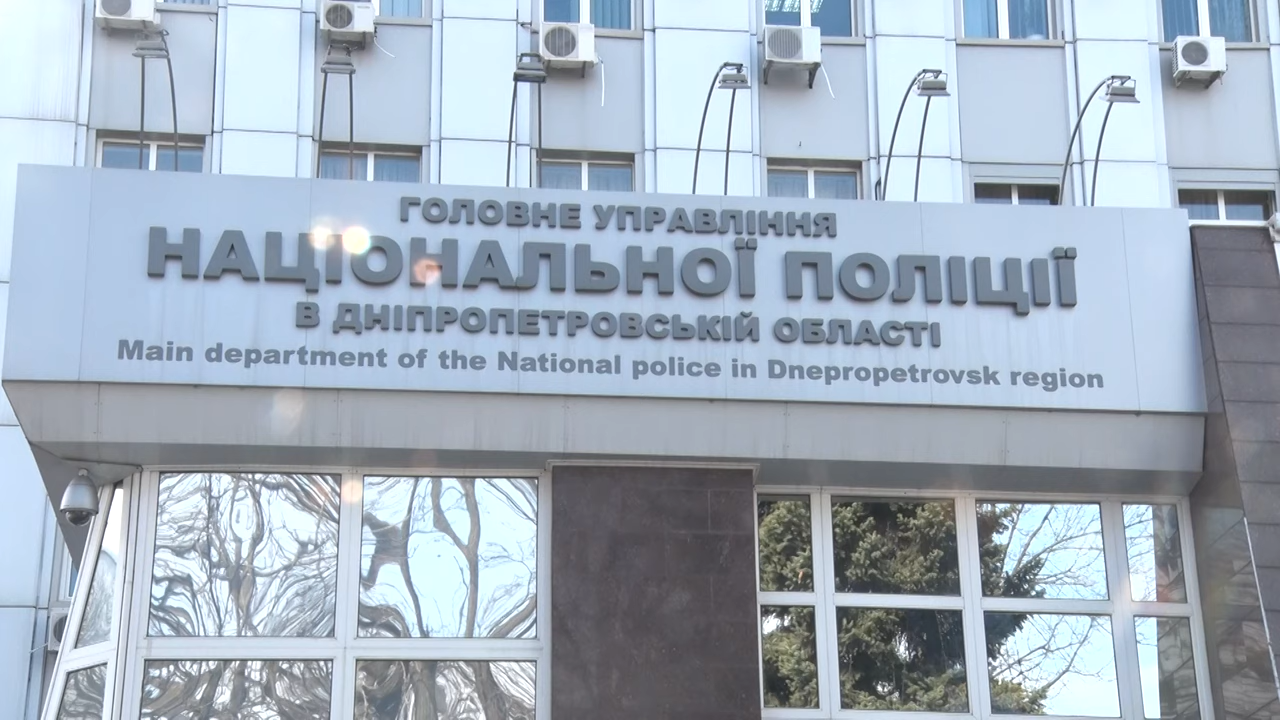 ГОЛОВНЕ УПРАВЛІННЯ
НАЦІОНАЛЬНОЇ ПОЛІЦІЇ
В ДНІПРОПЕТРОВСЬКІЙ ОБЛАСТІ
Main department of the National police in Dnepropetrovsk region